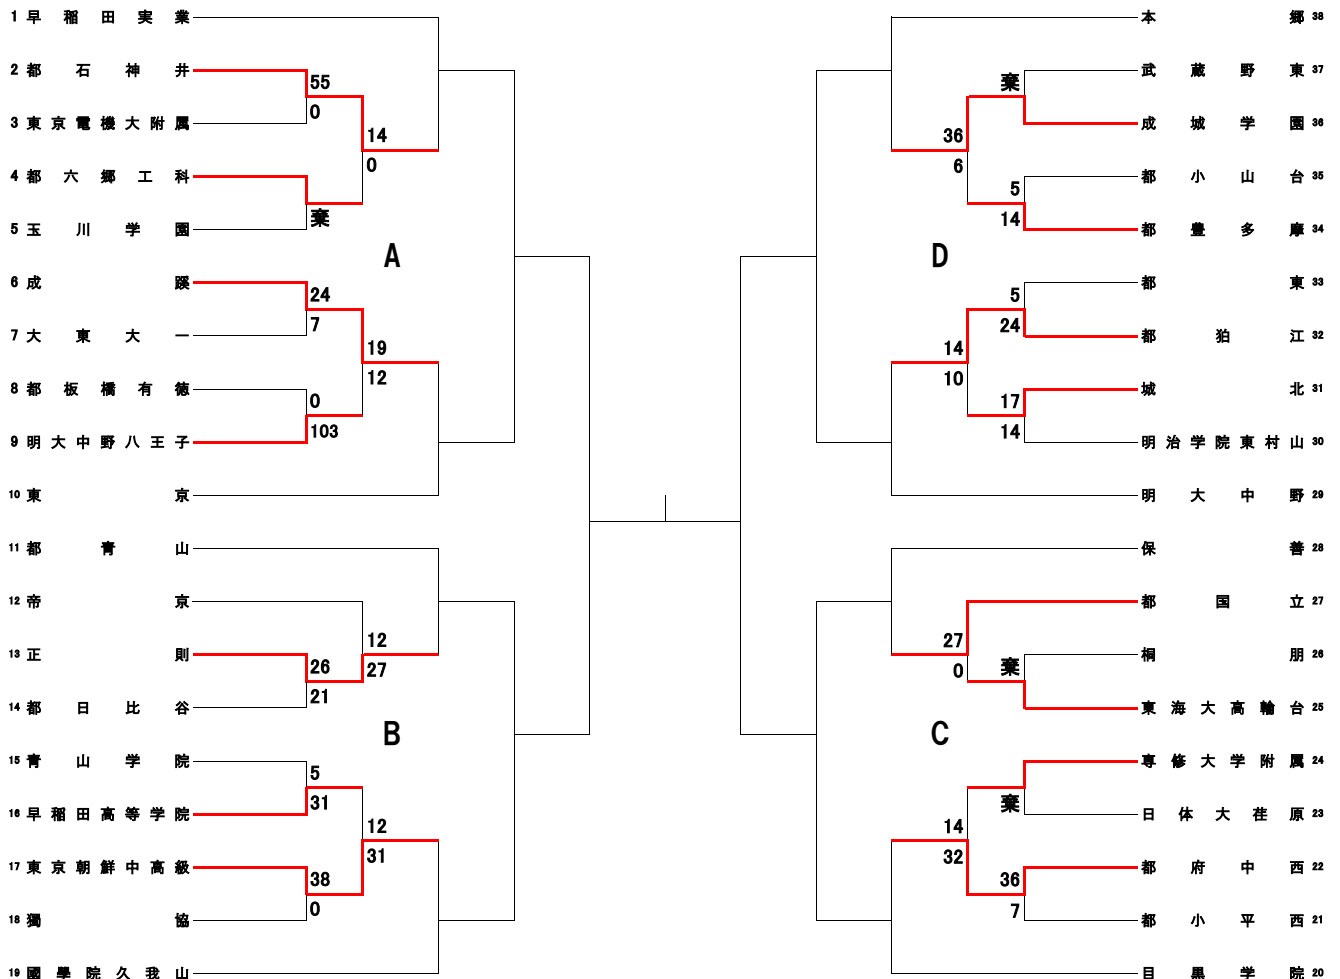 1 早稲田実業
2 都石神井
55
0
3 東京電機大附属
14
0
4 都六郷工科
棄
5 玉川学園
A
6 成蹊
24
7
7 大東大一
19
12
8 都板橋有徳
0
103
9 明大中野八王子
10 東京
11 都青山
12 帝京
12
27
13 正則
26
21
14 都日比谷
B
15 青山学院
5
31
16 早稲田高等学院
12
31
17 東京朝鮮中高級
38
0
18 獨協
19 國學院久我山
本郷 38
武蔵野東 37
棄
成城学園 36
36
6
都小山台 35
5
14
都豊多摩 34
D
都東 33
5
24
都狛江 32
14
10
城北 31
17
14
明治学院東村山 30
明大中野 29
保善 28
都国立 27
27
0
桐朋 26
棄
東海大高輪台 25
C
専修大学附属 24
棄
日体大荏原 23
14
32
都府中西 22
36
7
都小平西 21
目黒学院 20